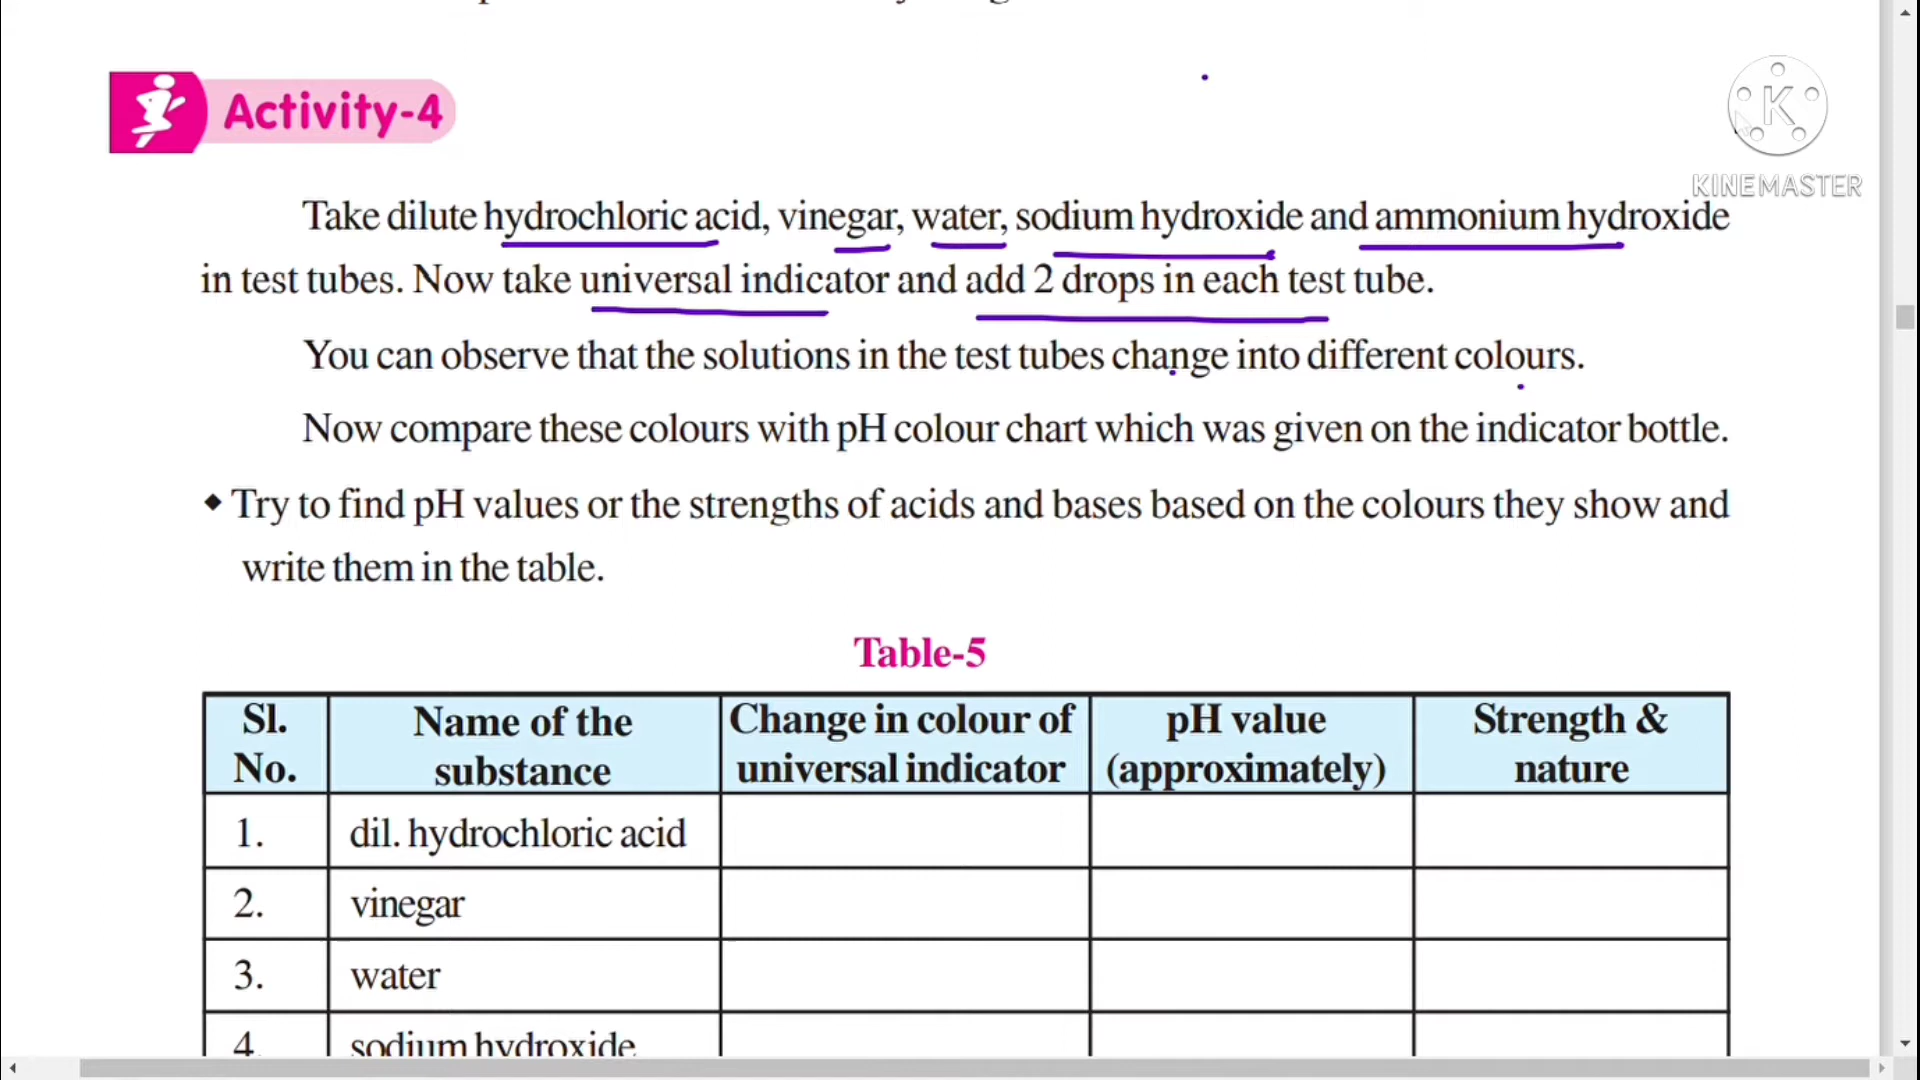 Activity-4
KINEMASTER
Take dilute hydrochloric acid, vinegar, water, sodium hydroxide and ammonium hydroxide
in test tubes. Now take universal indicator and add 2 drops in each test tube.
You can observe that the solutions in the test tubes change into different colours.
Now compare these colours with pH colour chart which was given on the indicator bottle.
◆ Try to find pH values or the strengths of acids and bases based on the colours they show and
write them in the table.
Table-5
Sl. No. Name of the substance Change in colour of universal indicator pH value (approximately) Strength & nature
1. dil. hydrochloric acid
2. vinegar
3. water
4. sodium hydroxide